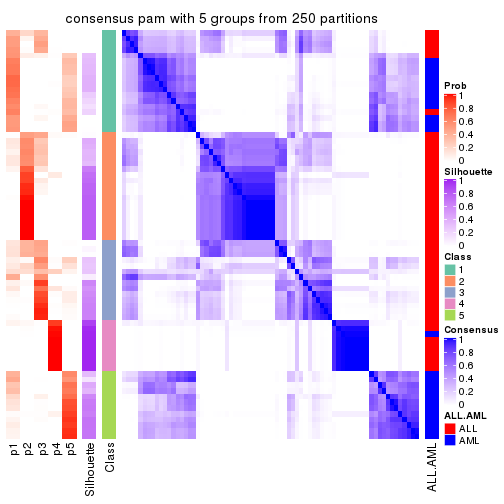 consensus pam with 5 groups from 250 partitions
Prob
1
0.8
0.6
0.4
0.2
0
Silhouette
1
0.8
0.6
0.4
0.2
0
Class
1
2
3
4
5
Consensus
1
0.8
0.6
0.4
0.2
0
ALL.AML
ALL
AML
p1
p2
p3
p4
p5
Silhouette
Class
ALL.AML